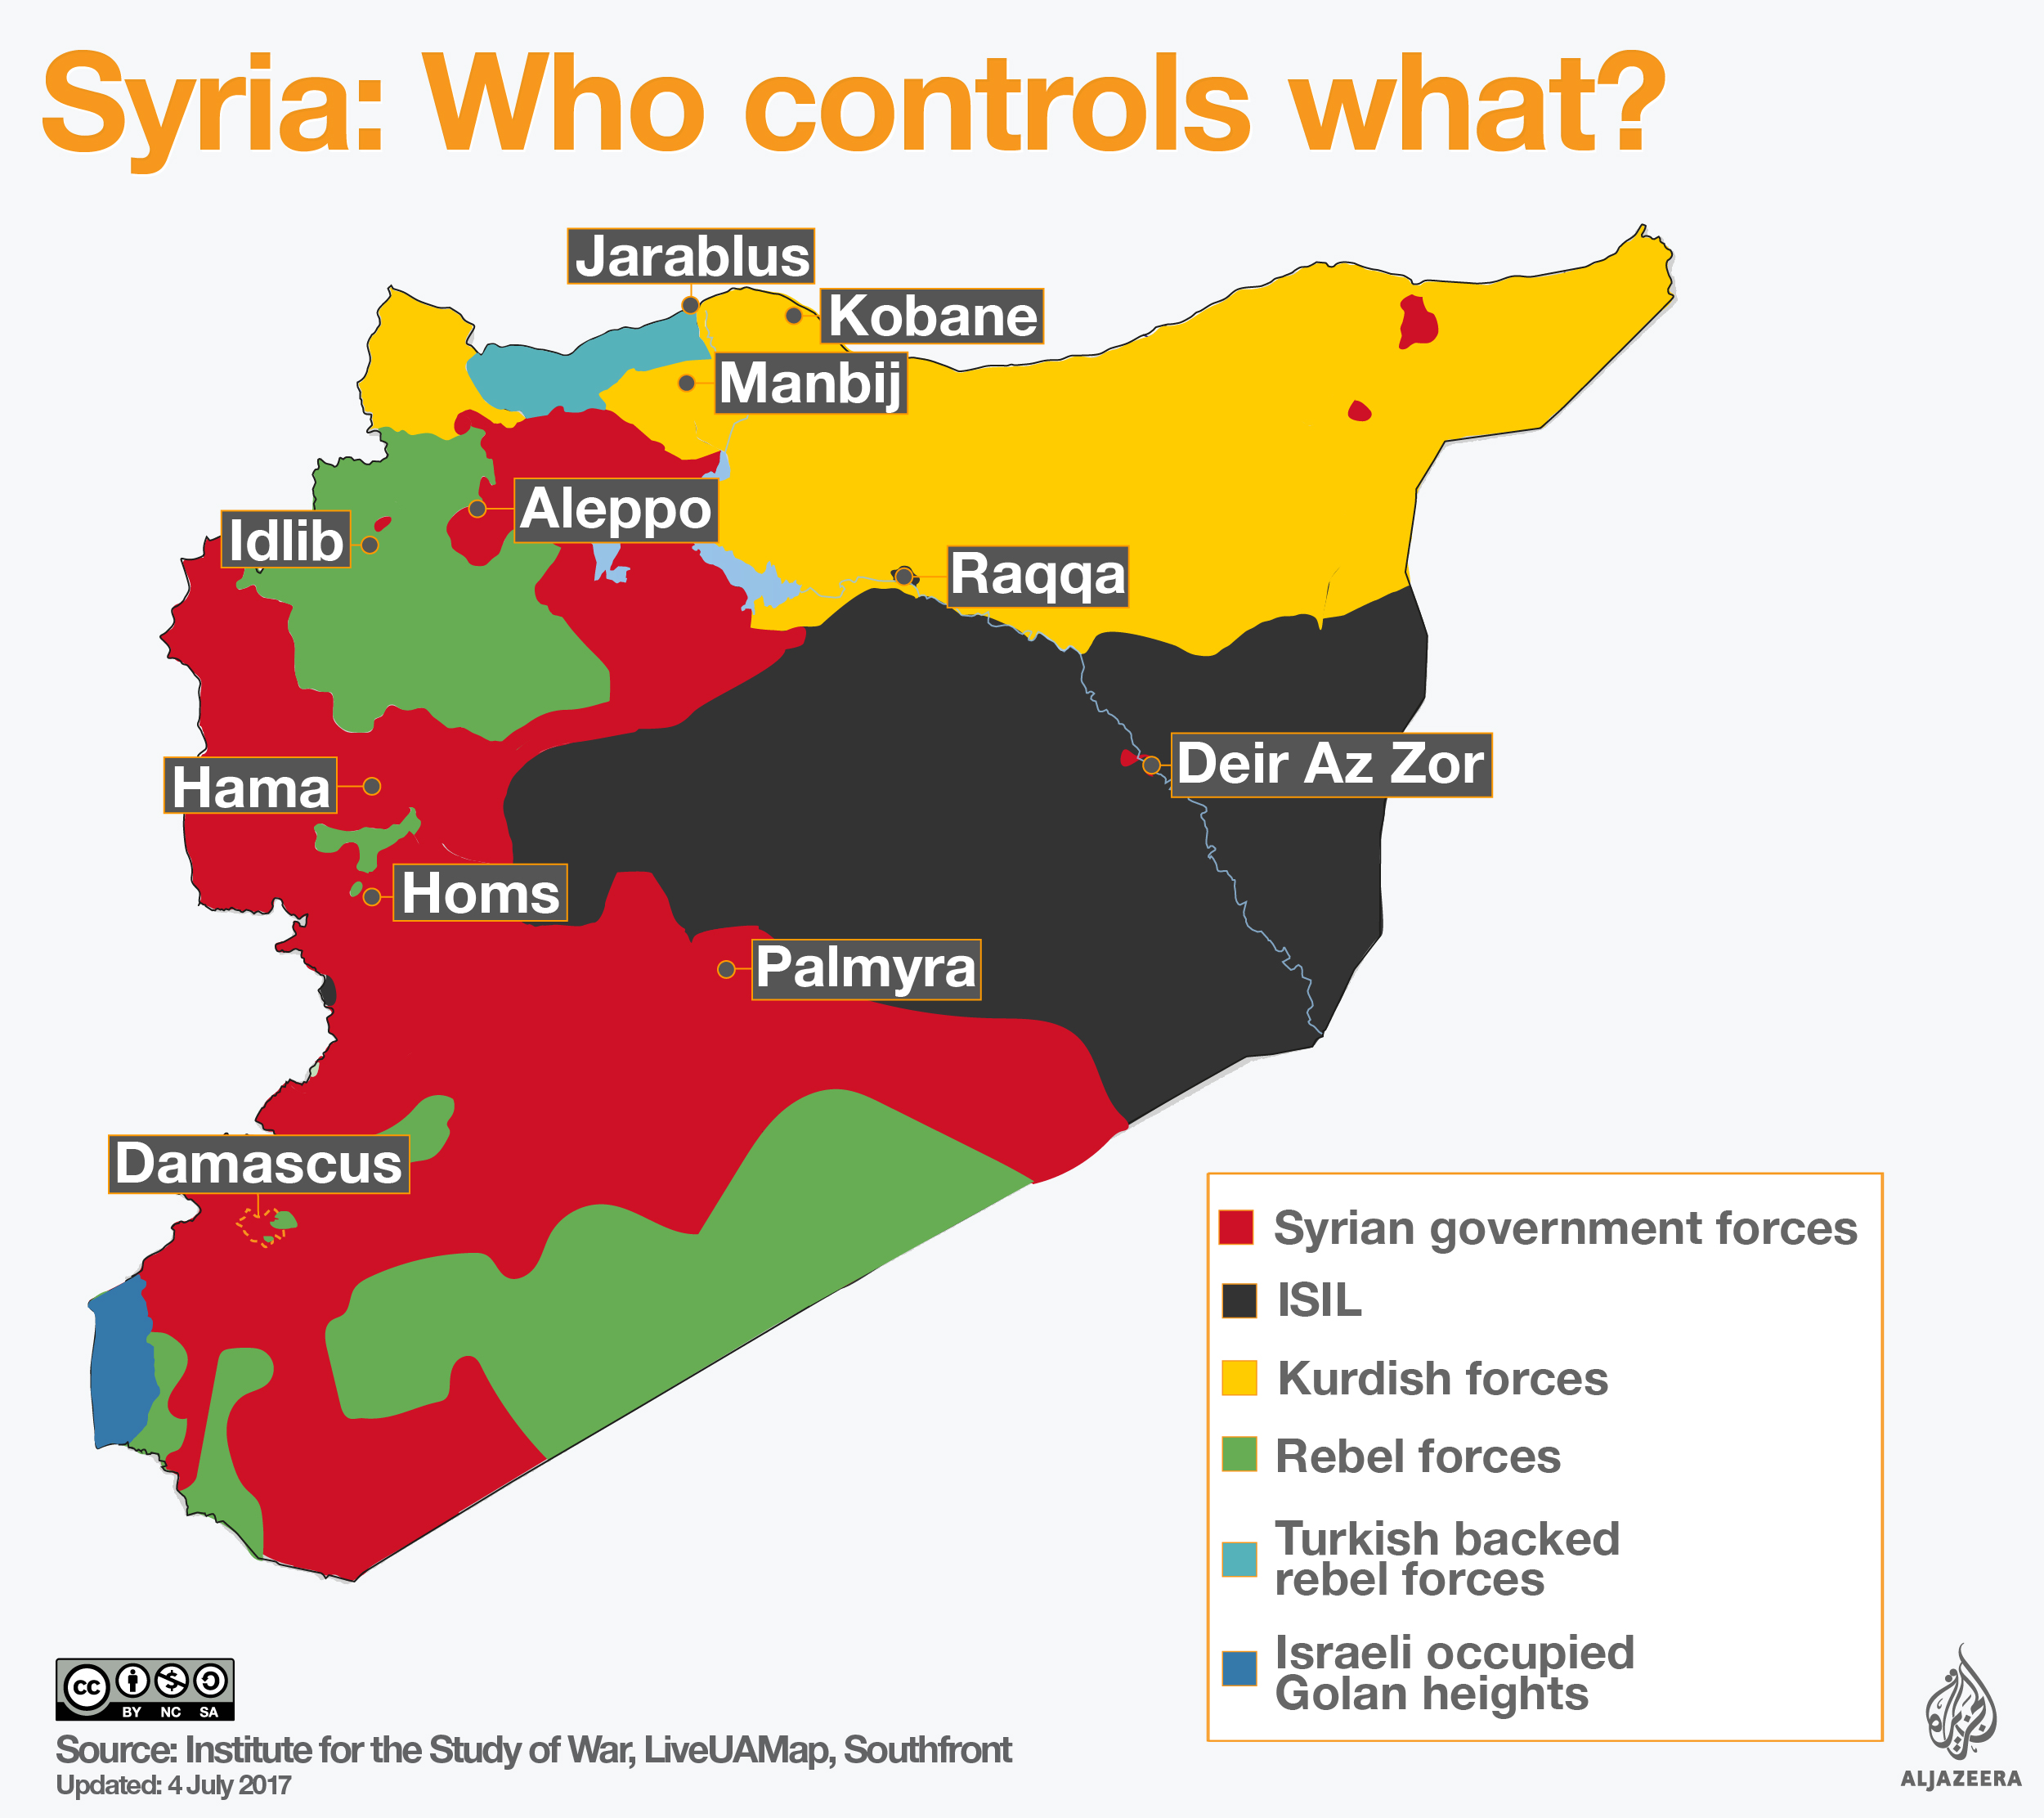 Syria: Who controls what?
Jarablus
Kobane
Manbij
Aleppo
Idlib
Raqqa
Deir Az Zor
Hama
Homs
Palmyra
Damascus
Syrian government forces
ISIL
Kurdish forces
Rebel forces
Turkish backed
rebel forces
Israeli occupied
Golan heights
cc
BY NC SA
Source: Institute for the Study of War, LiveUAMap, Southfront
Updated: 4 July 2017
ALJAZEERA